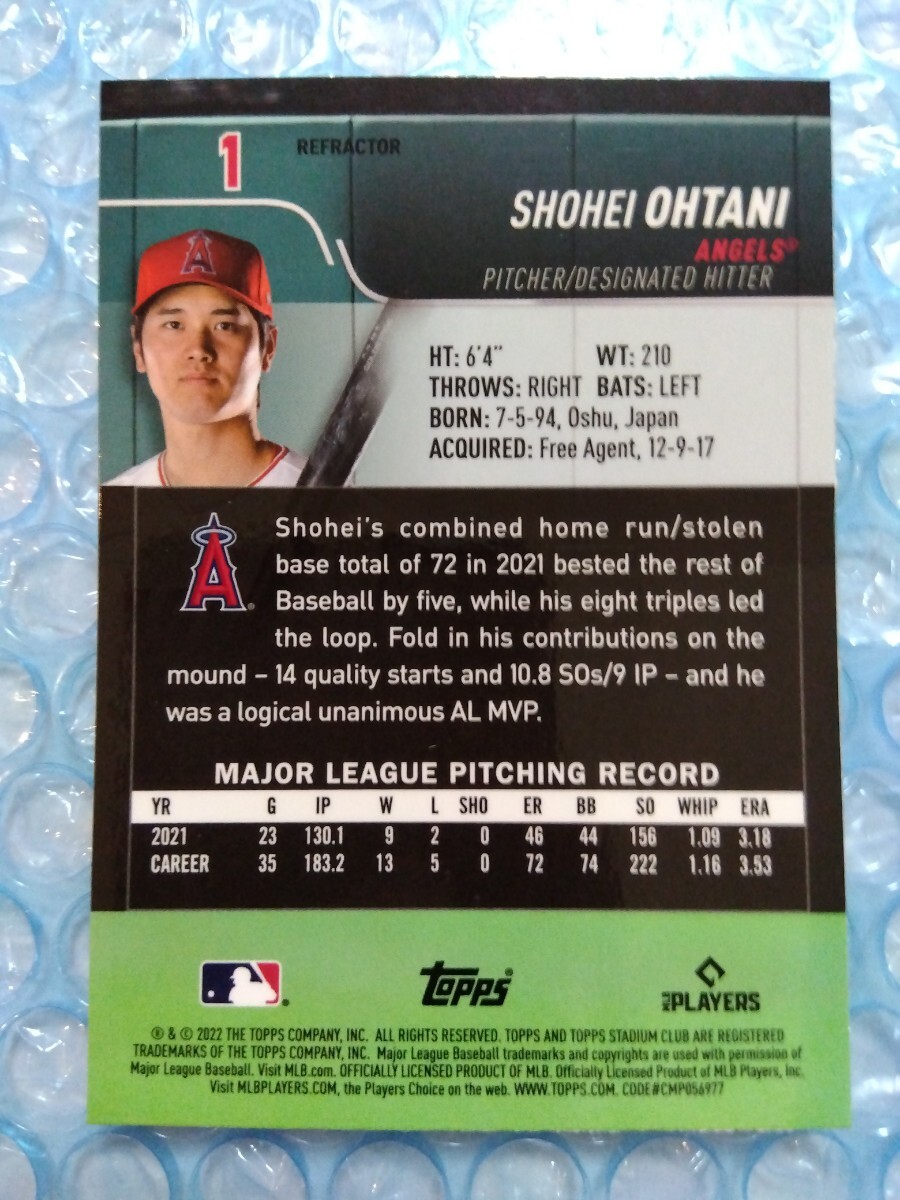 1
REFRACTOR
SHOHEI OHTANI
ANGELS®
PITCHER/DESIGNATED HITTER
HT: 6'4" WT: 210
THROWS: RIGHT BATS: LEFT
BORN: 7-5-94, Oshu, Japan
ACQUIRED: Free Agent, 12-9-17
Shohei's combined home run/stolen
base total of 72 in 2021 bested the rest of
Baseball by five, while his eight triples led
the loop. Fold in his contributions on the
mound – 14 quality starts and 10.8 SOs/9 IP – and he
was a logical unanimous AL MVP.
MAJOR LEAGUE PITCHING RECORD
YR G IP W L SHO ER BB SO WHIP ERA
2021 23 130.1 9 2 0 46 44 156 1.09 3.18
CAREER 35 183.2 13 5 0 72 74 222 1.16 3.53
topps®
PLAYERS
® & © 2022 THE TOPPS COMPANY, INC. ALL RIGHTS RESERVED. TOPPS AND TOPPS STADIUM CLUB ARE REGISTERED
TRADEMARKS OF THE TOPPS COMPANY, INC. Major League Baseball trademarks and copyrights are used with permission of
Major League Baseball. Visit MLB.com. OFFICIALLY LICENSED PRODUCT OF MLB. Officially Licensed Product of MLB Players, Inc.
Visit MLBPLAYERS.COM, the Players Choice on the web. WWW.TOPPS.COM. CODE#CMP056977